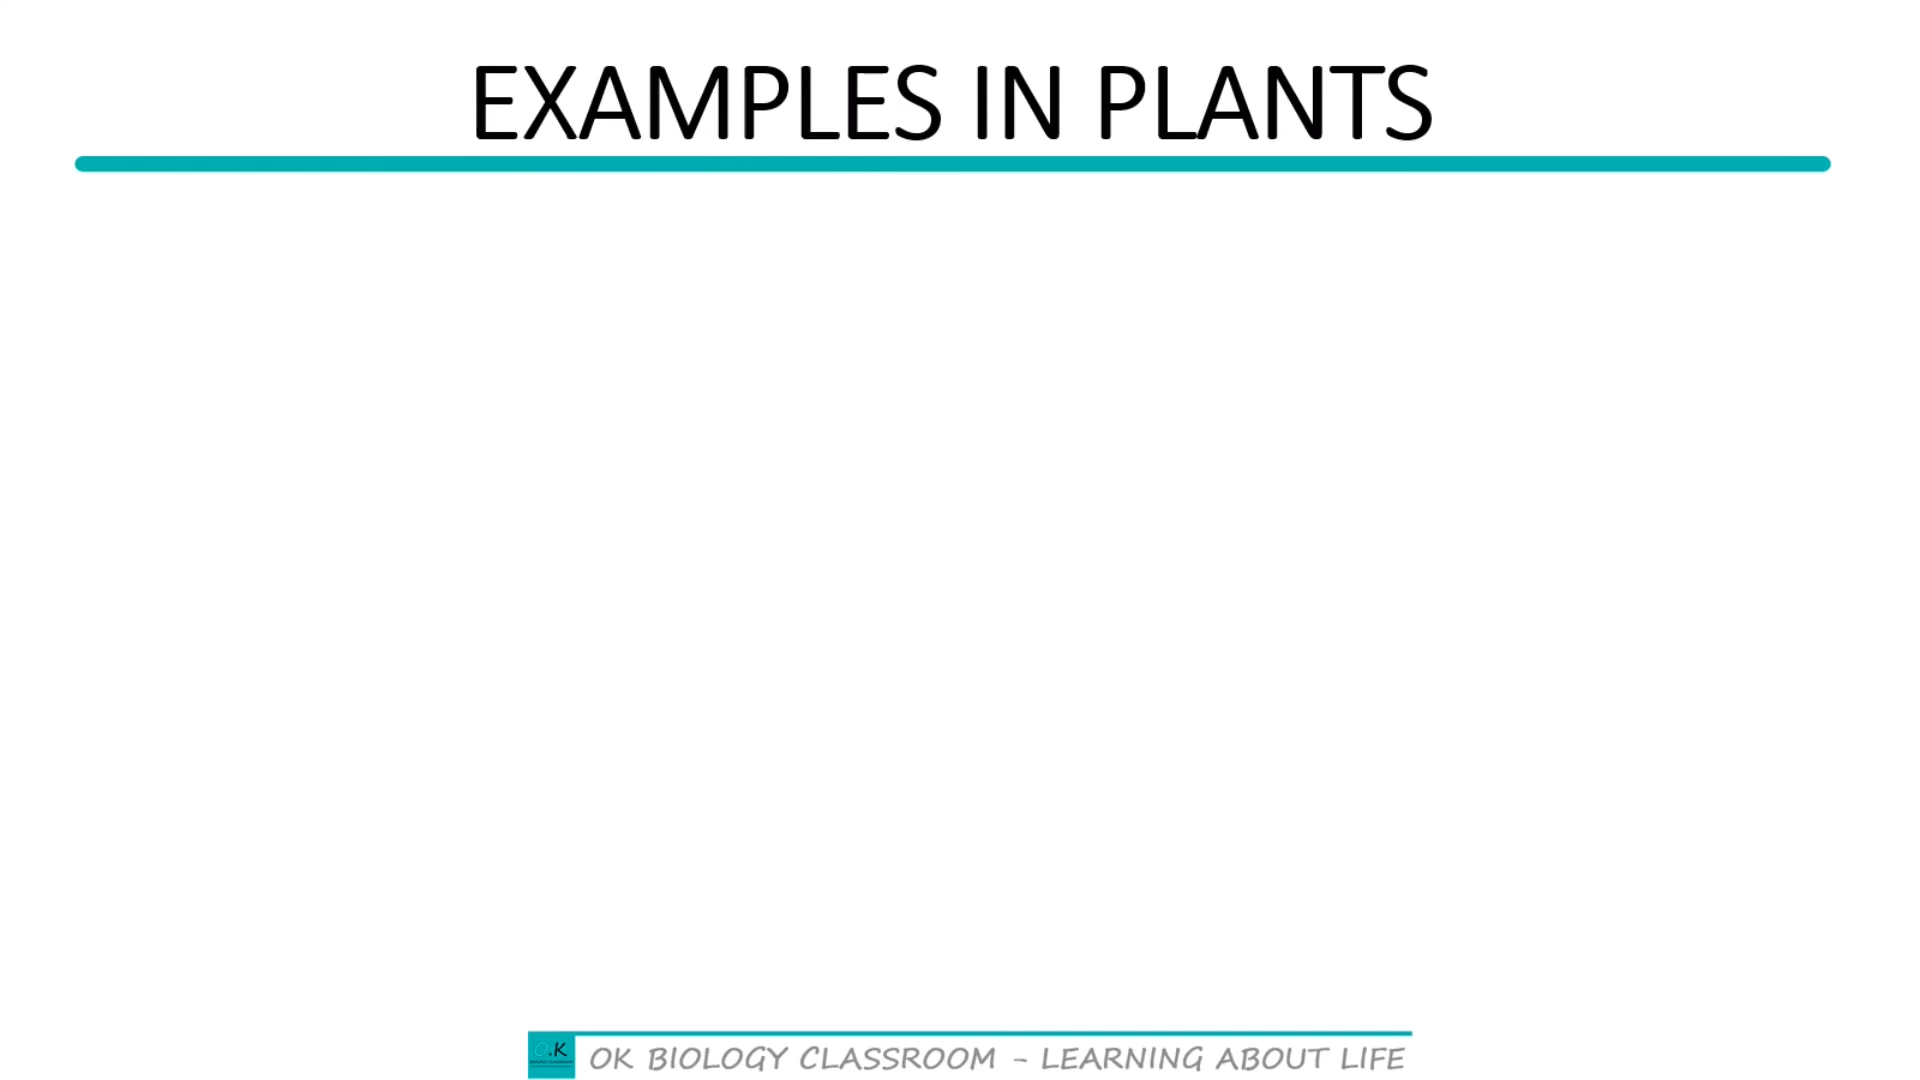 EXAMPLES IN PLANTS
O.K
OK BIOLOGY CLASSROOM - LEARNING ABOUT LIFE